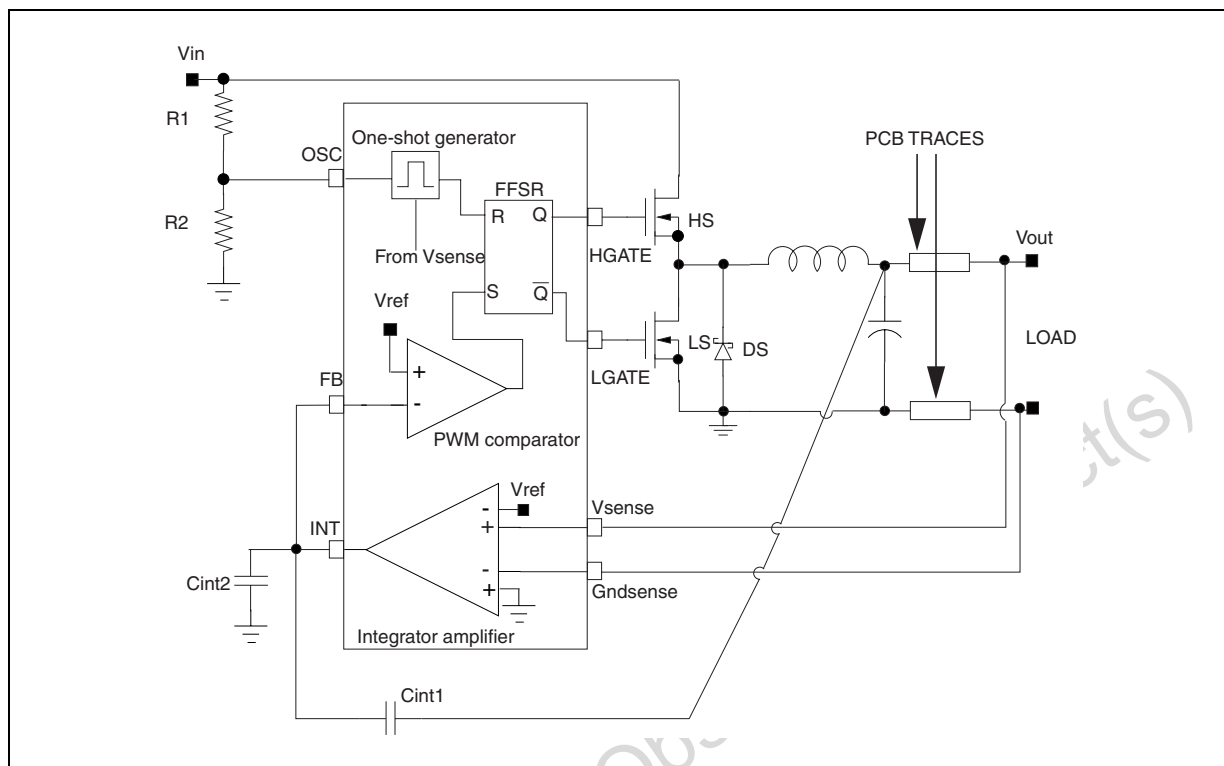 Vin
R1
One-shot generator
PCB TRACES
OSC
FFSR
R Q
HS
R2
HGATE
Vout
From Vsense
S Q
Vref
LS DS
LOAD
LGATE
FB
+
-
PWM comparator
Vref
-
Vsense
+
INT
-
Gndsense
+
Cint2
Integrator amplifier
Cint1